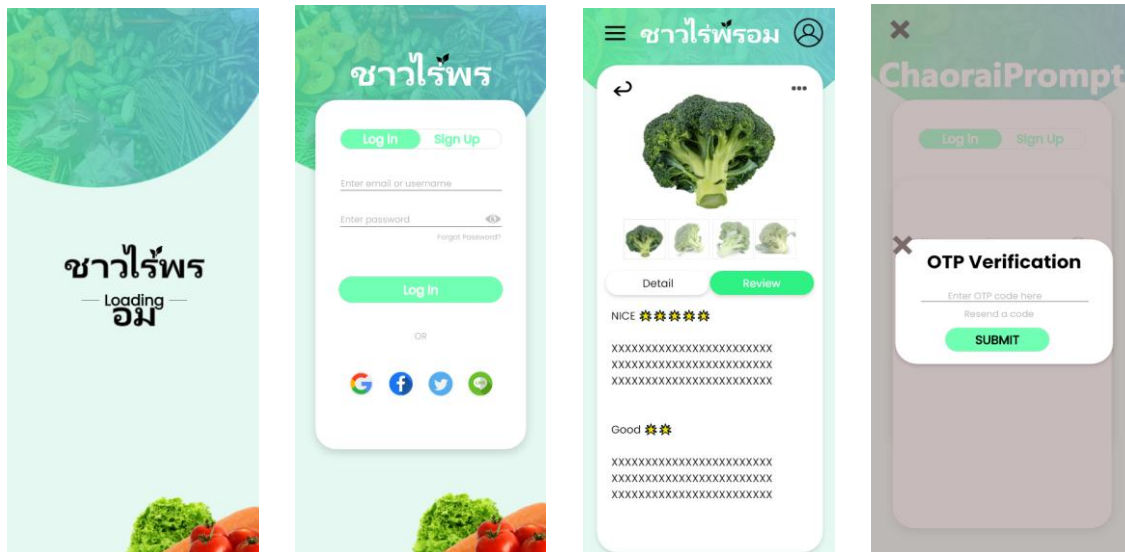 ชาวไร่พร
Loading
อม
ชาวไร่พร
Log In
Sign Up
Enter email or username
Enter password
Forgot Password?
Log In
OR
LINE
ชาวไร่พร้อม
Detail
Review
NICE
XXXXXXXXXXXXXXXXXXXXXXXX
XXXXXXXXXXXXXXXXXXXXXXXX
XXXXXXXXXXXXXXXXXXXXXXXX
Good
XXXXXXXXXXXXXXXXXXXXXXXX
XXXXXXXXXXXXXXXXXXXXXXXX
XXXXXXXXXXXXXXXXXXXXXXXX
ChaoraiPrompt
Log In
Sign Up
OTP Verification
Enter OTP code here
Resend a code
SUBMIT